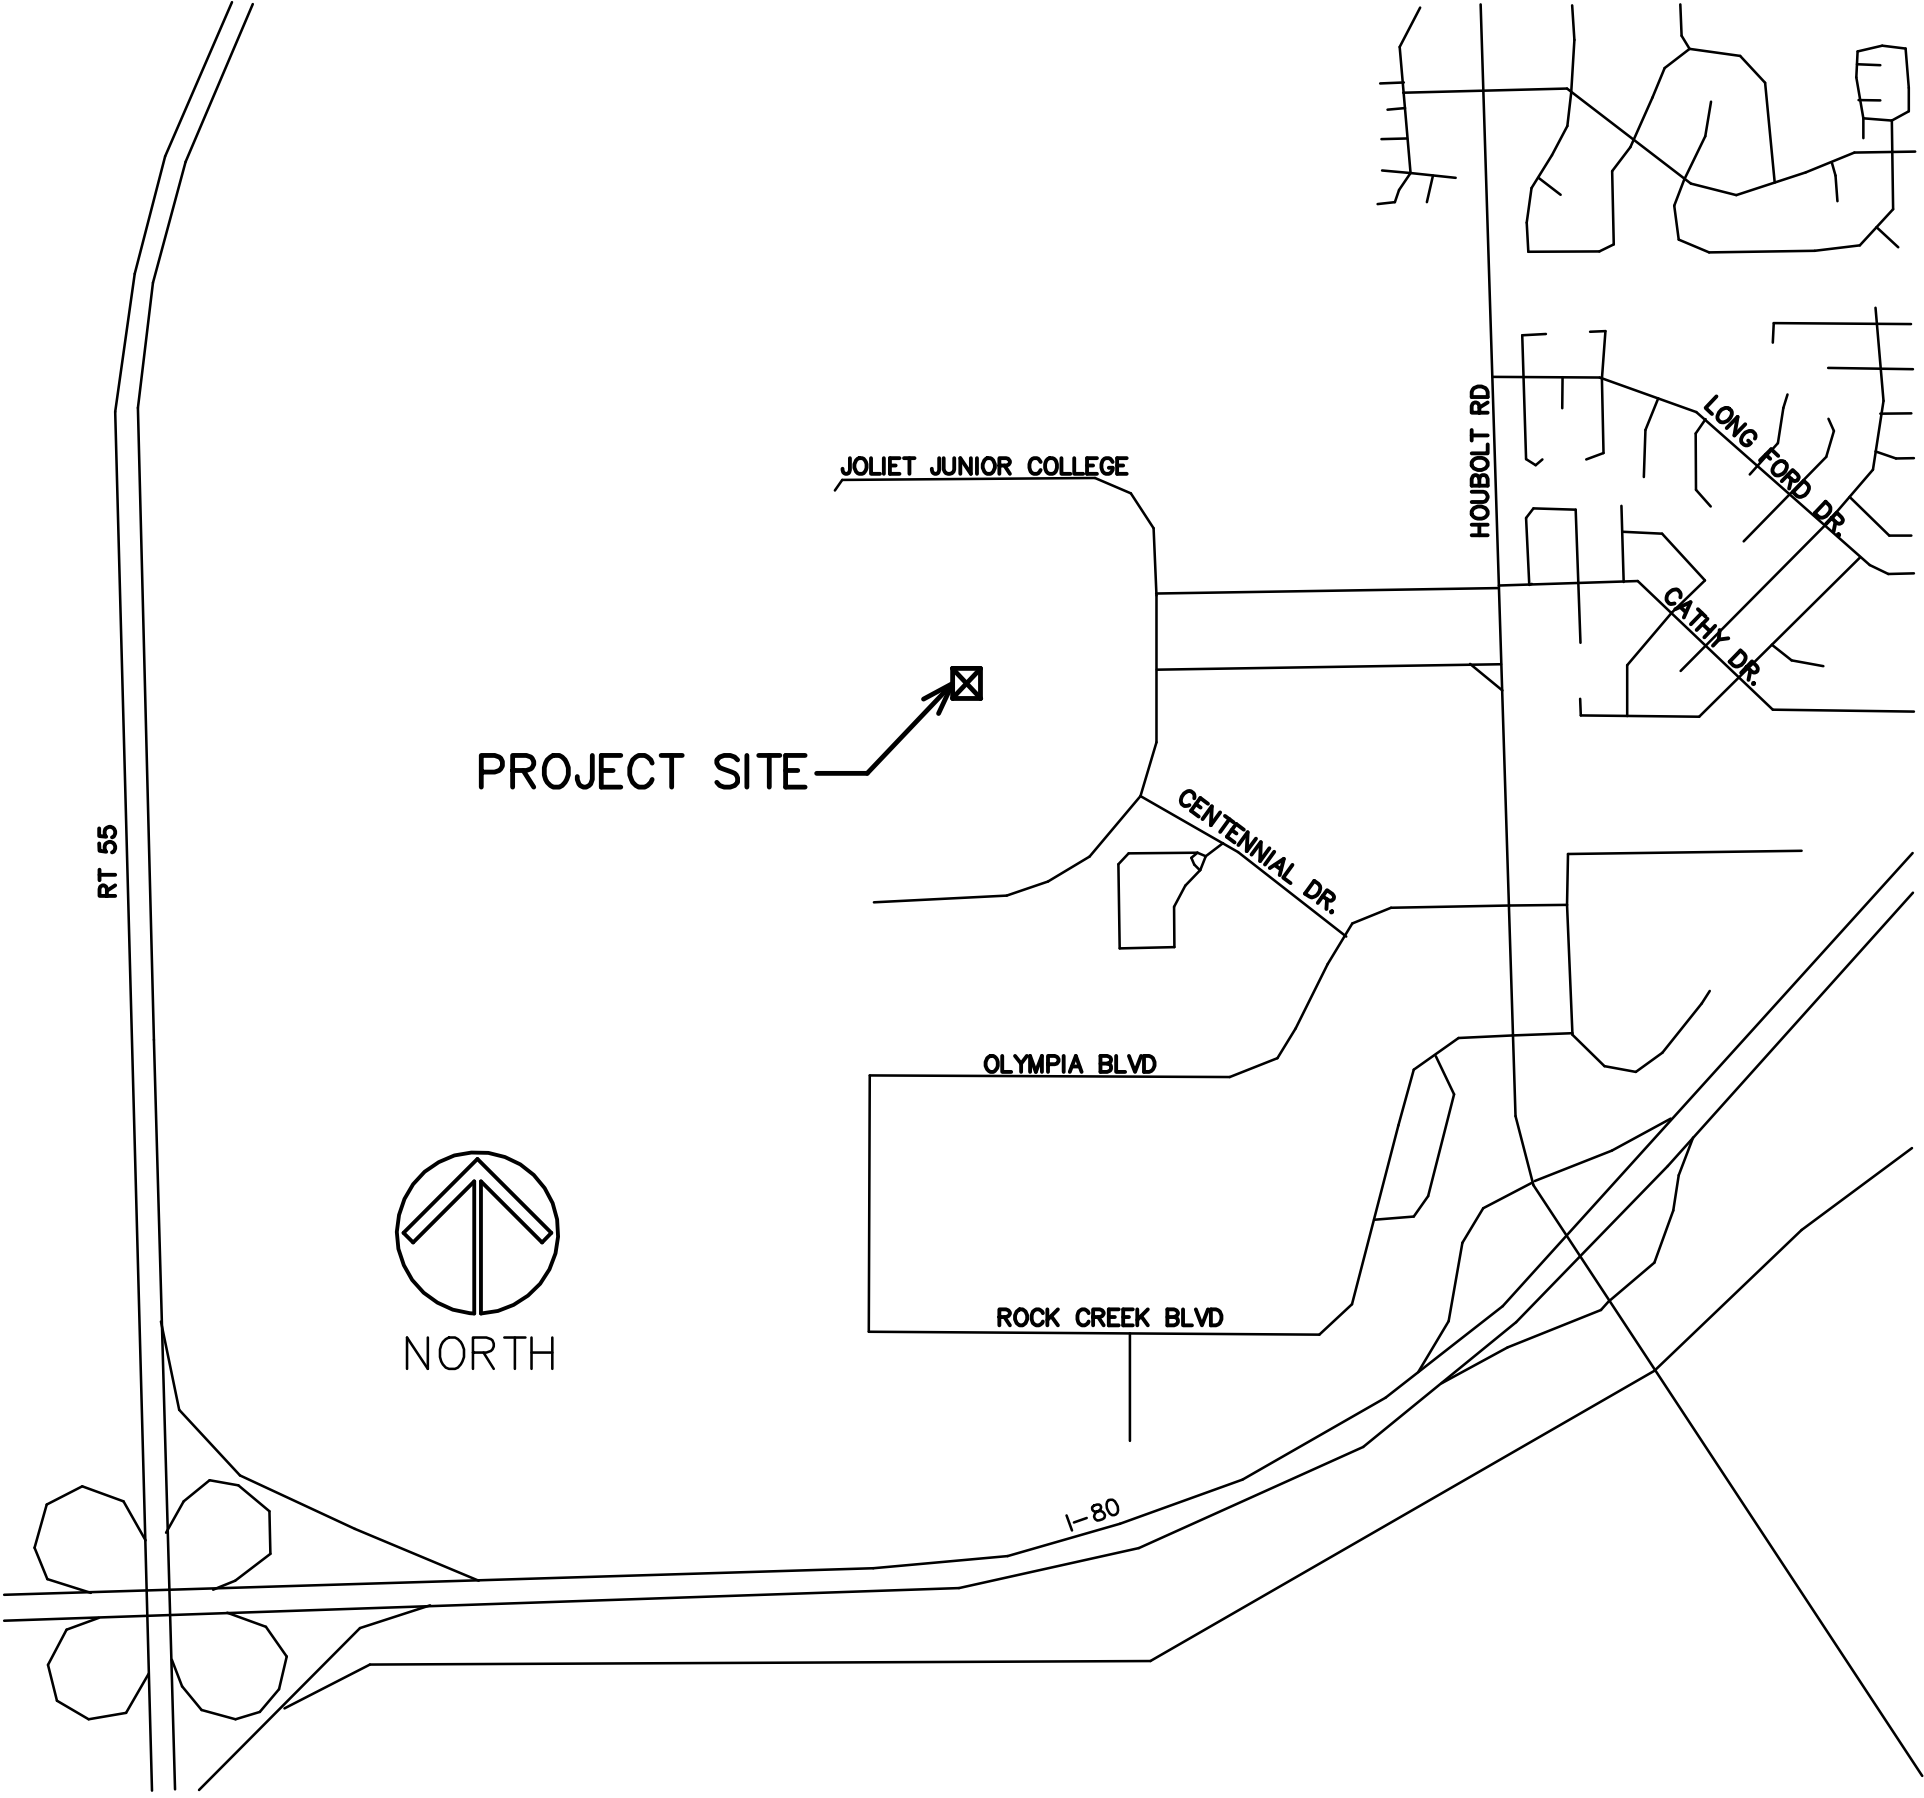 LONG FORD DR.
HOUBOLT RD
JOLIET JUNIOR COLLEGE
CATHY DR.
PROJECT SITE
CENTENNIAL DR.
RT 55
OLYMPIA BLVD
ROCK CREEK BLVD
NORTH
I-80